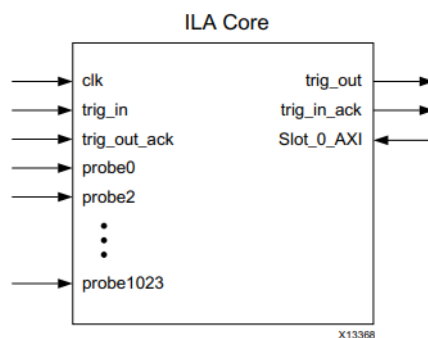 ILA Core
clk
trig_in
trig_out_ack
probe0
probe2
probe1023
trig_out
trig_in_ack
Slot_0_AXI
X13368